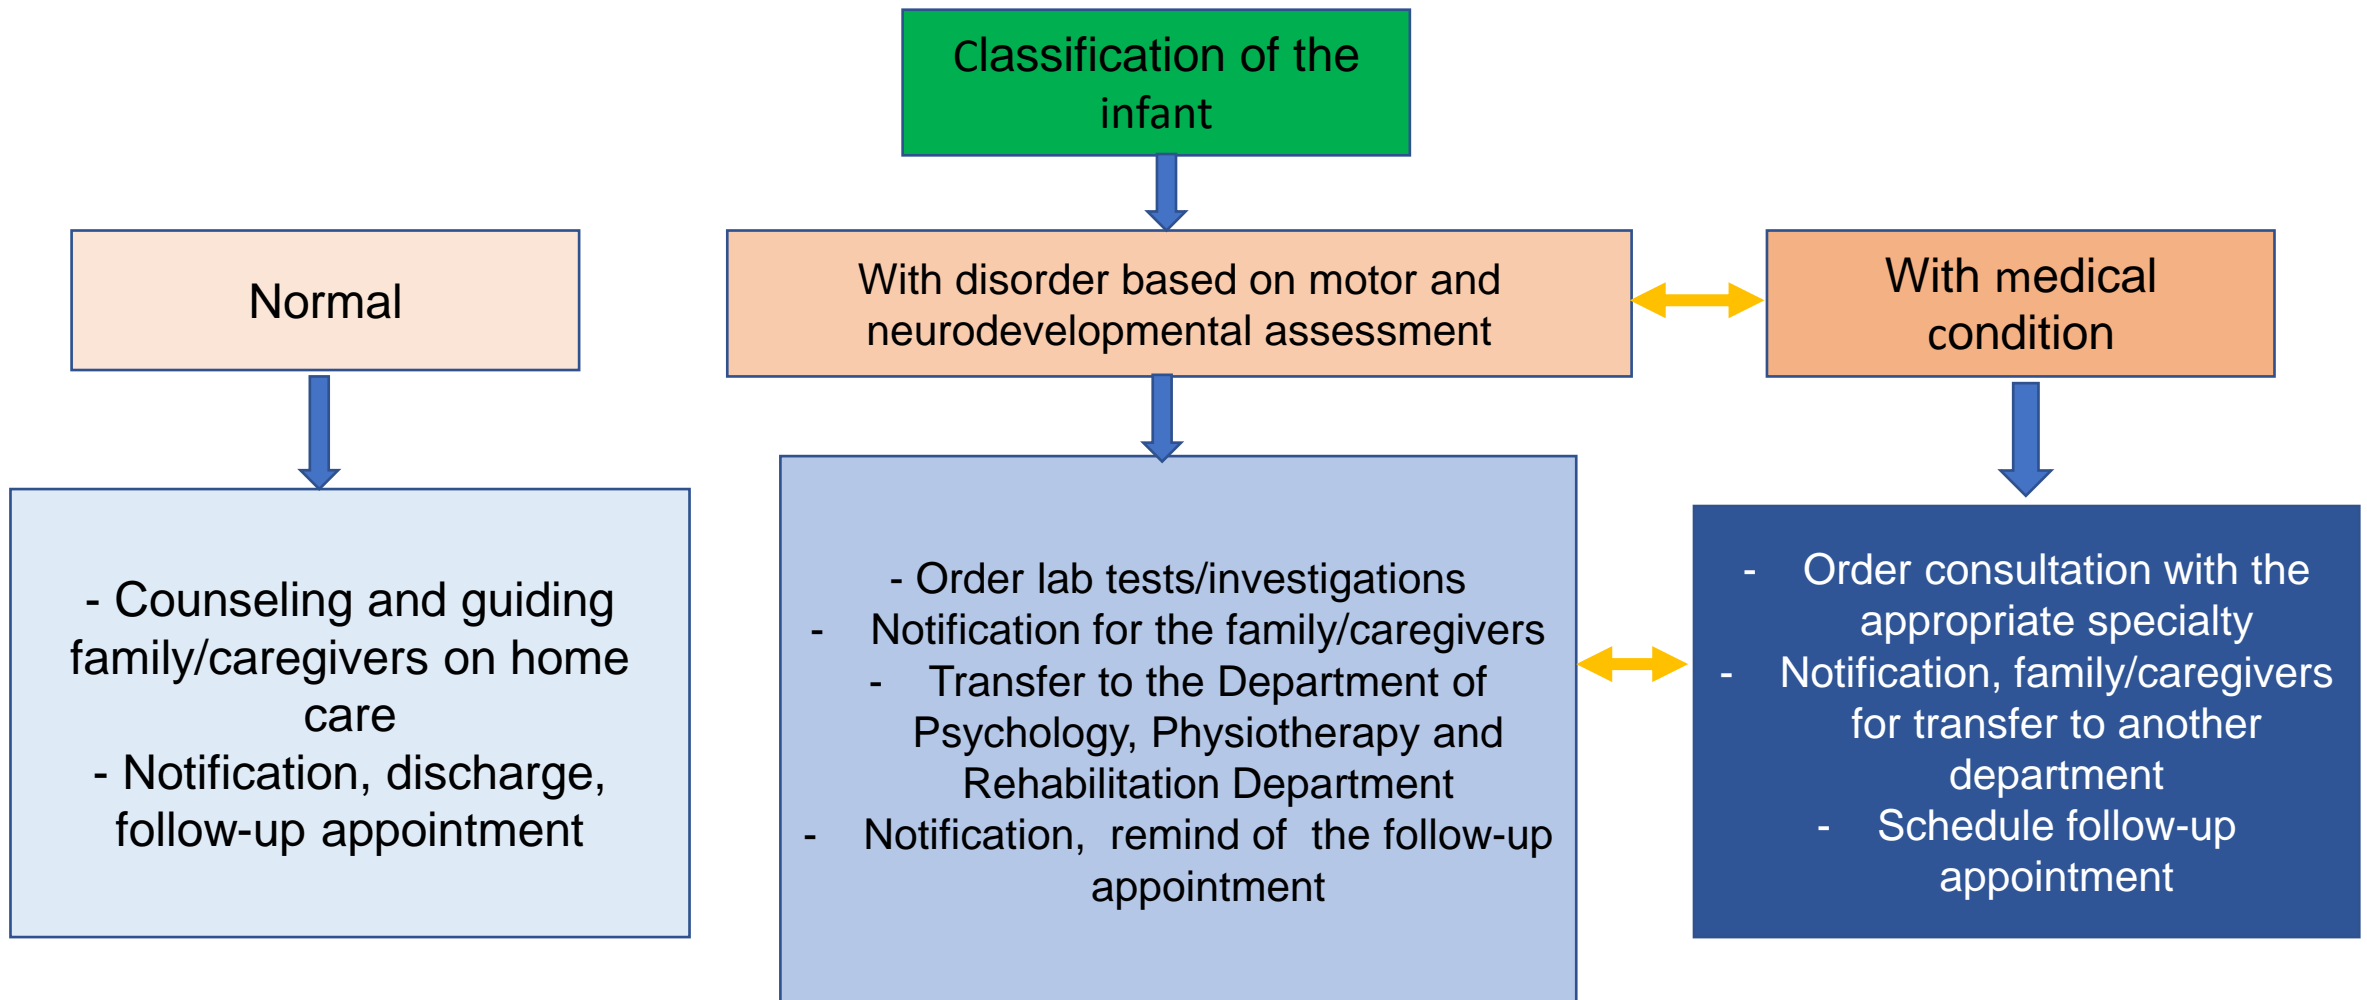 Classification of the
infant
Normal
With disorder based on motor and
neurodevelopmental assessment
With medical
condition
- Counseling and guiding
family/caregivers on home
care
- Notification, discharge,
follow-up appointment
- Order lab tests/investigations
- Notification for the family/caregivers
- Transfer to the Department of
Psychology, Physiotherapy and
Rehabilitation Department
- Notification, remind of the follow-up
appointment
- Order consultation with the
appropriate specialty
- Notification, family/caregivers
for transfer to another
department
- Schedule follow-up
appointment